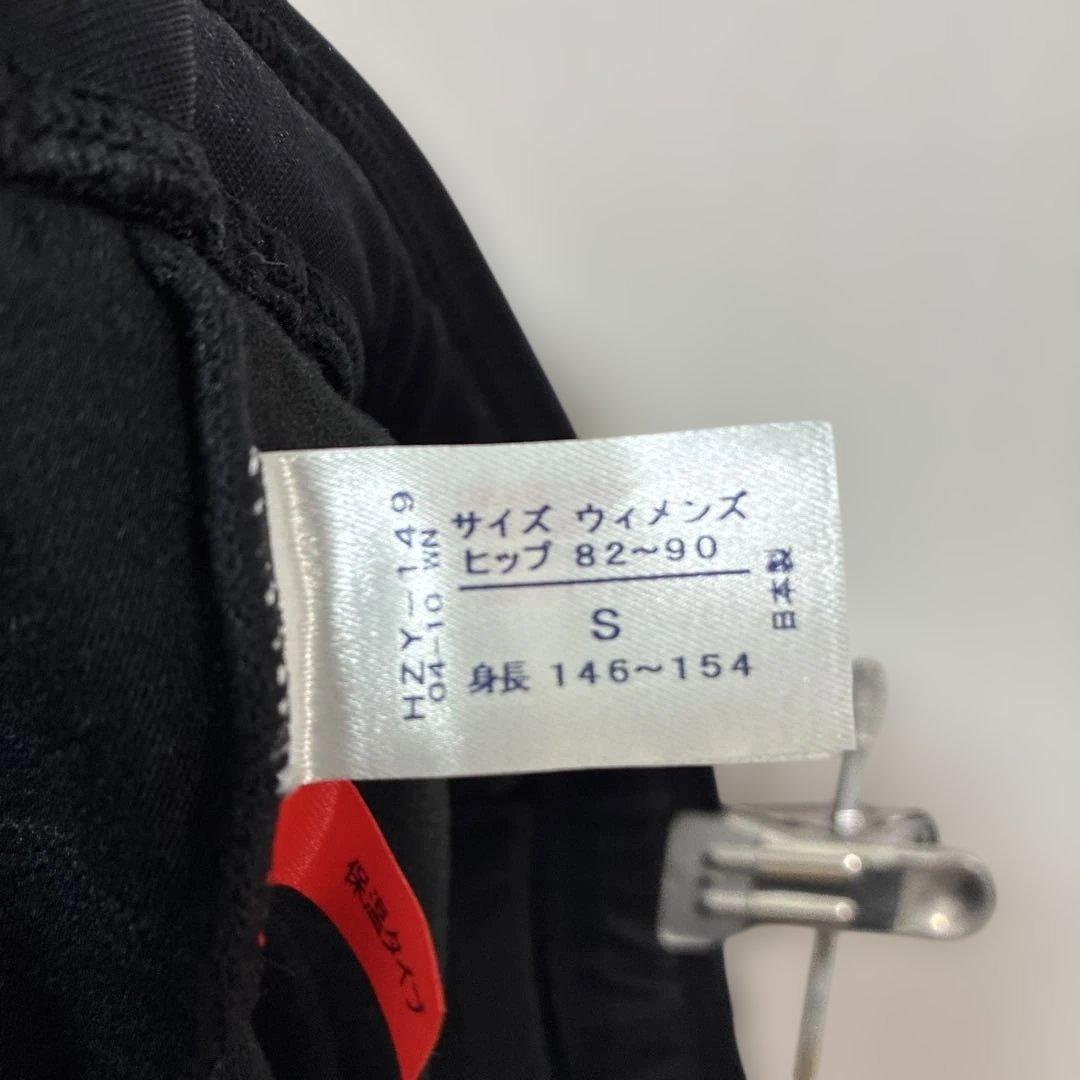 サイズ ウィメンズ
ヒップ 82～90
S
身長 146～154
HZY-149
04-10 WN
日本製
保温タイプ